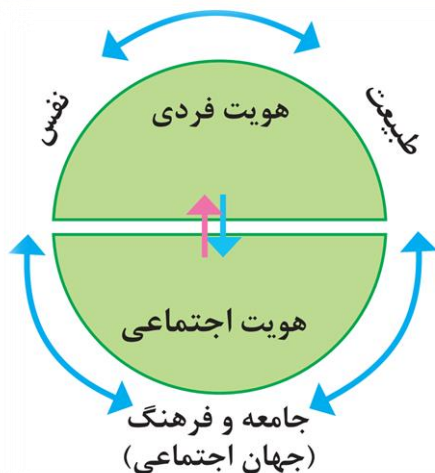 هویت فردی
نفس
طبیعت
هویت اجتماعی
جامعه و فرهنگ
(جهان اجتماعی)